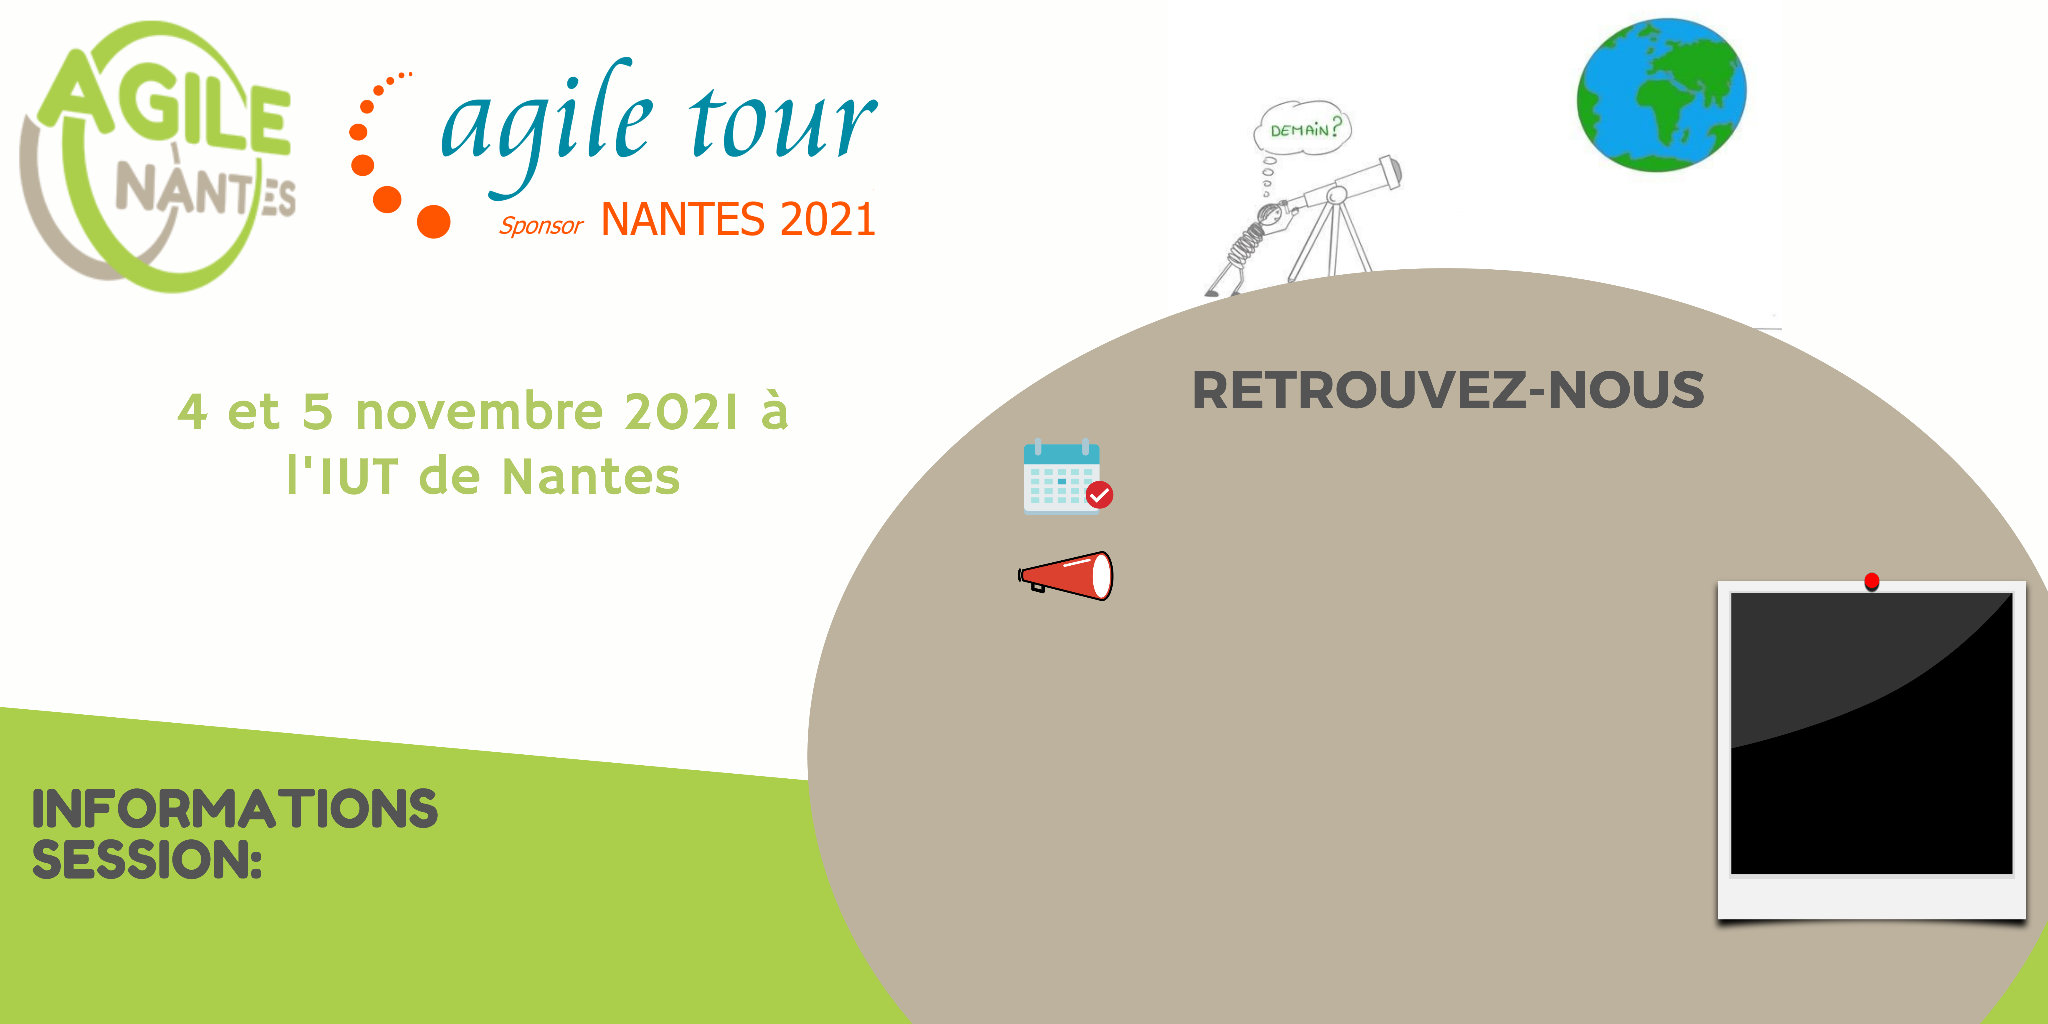 AGILE
NANTES
agile tour
Sponsor NANTES 2021
DEMAIN?
4 et 5 novembre 2021 à
l'IUT de Nantes
RETROUVEZ-NOUS
INFORMATIONS
SESSION: